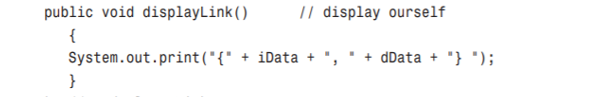 public void displayLink()      // display ourself
{
System.out.print("{" + iData + ", " + dData + "} ");
}